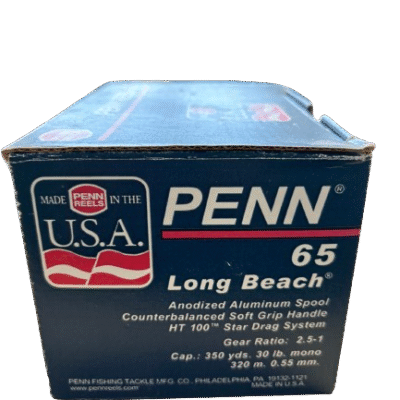 MADE PENN REELS IN THE
U.S.A.
PENN®
65
Long Beach®
Anodized Aluminum Spool
Counterbalanced Soft Grip Handle
HT 100™ Star Drag System
Gear Ratio: 2.5-1
Cap.: 350 yds. 30 lb. mono
320 m. 0.55 mm.
PENN FISHING TACKLE MFG. CO., PHILADELPHIA, PA 19132-1121
www.pennreels.com MADE IN U.S.A.